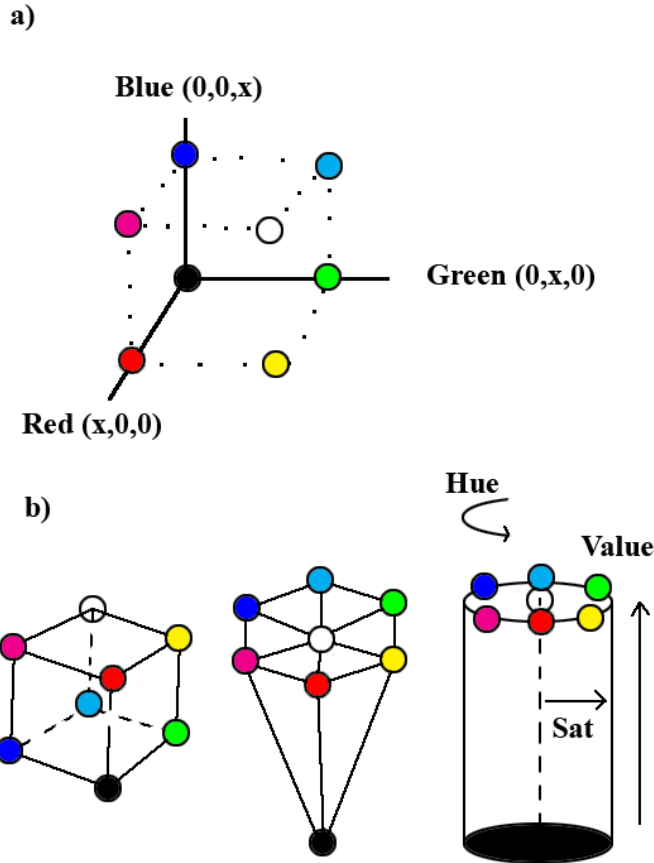 a)
Blue (0,0,x)
Green (0,x,0)
Red (x,0,0)
b)
Hue
Value
Sat